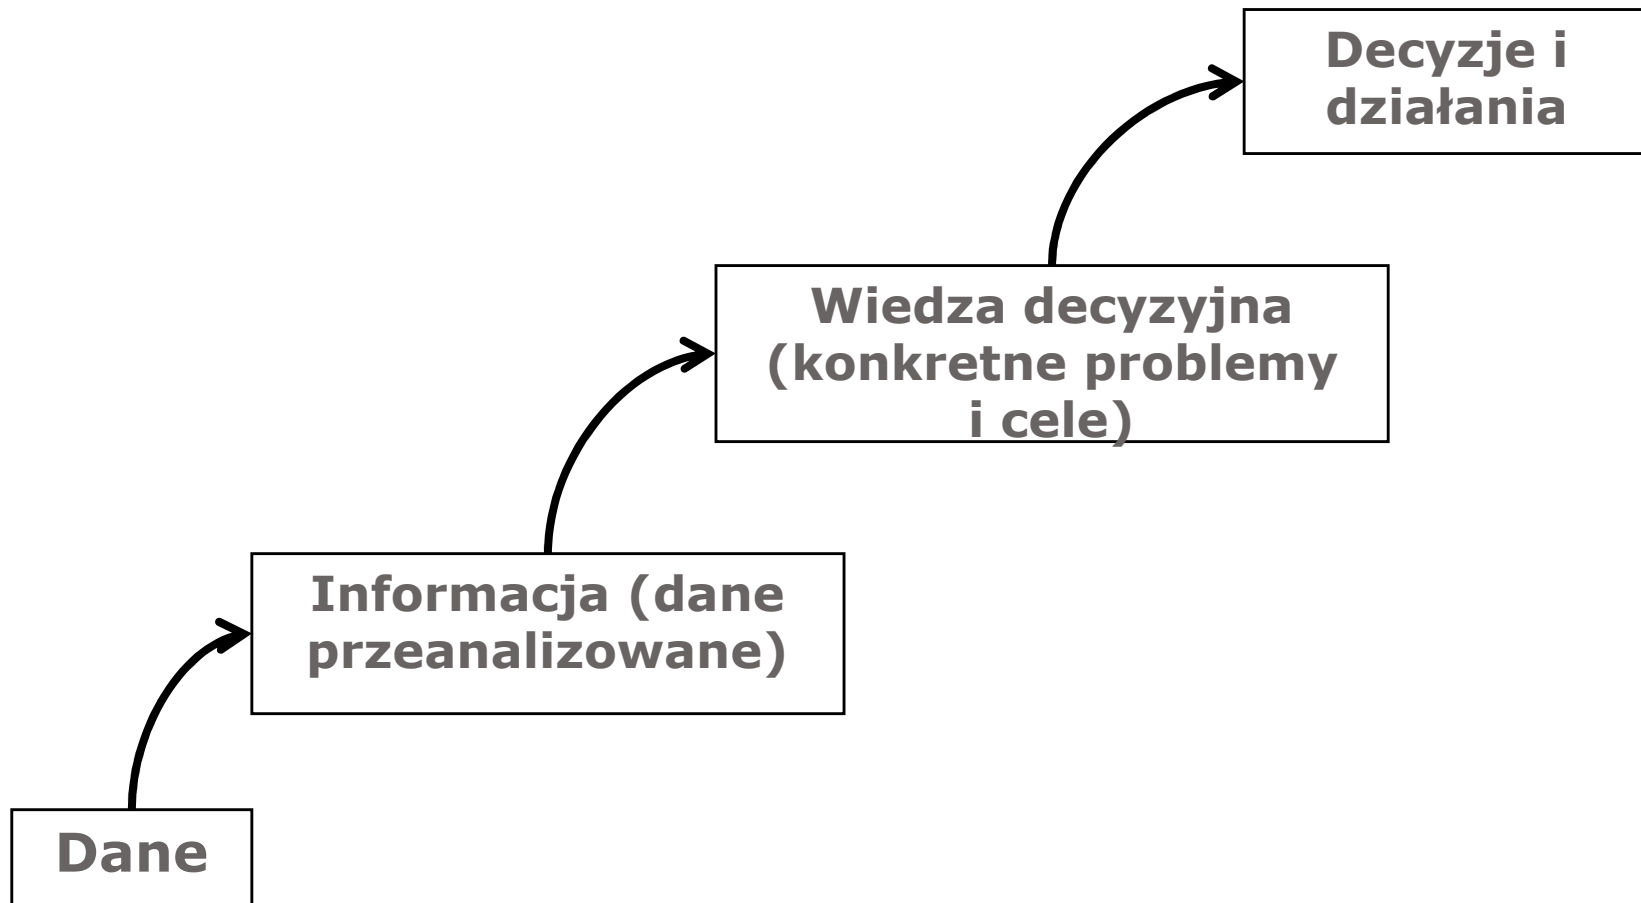 Decyzje i
działania
Wiedza decyzyjna
(konkretne problemy
i cele)
Informacja (dane
przeanalizowane)
Dane